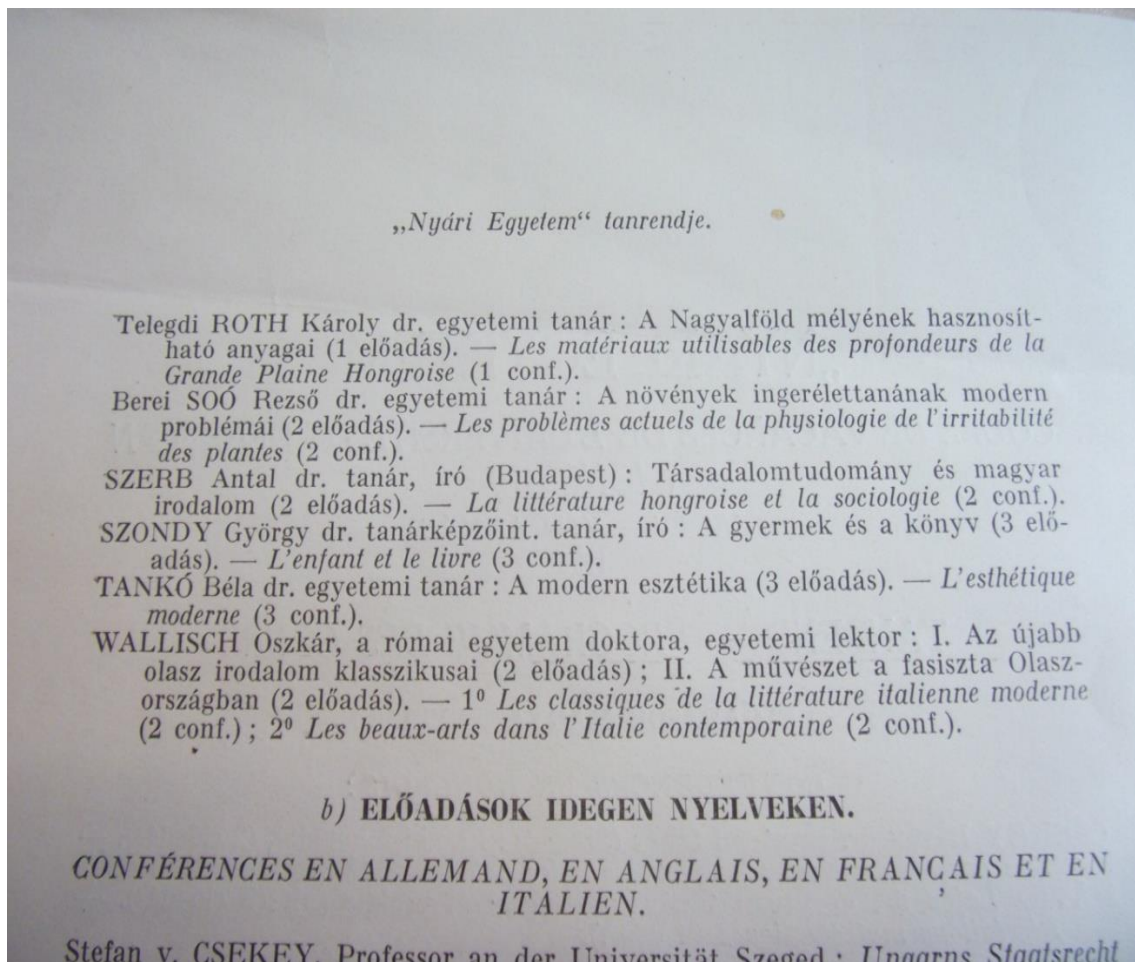 „Nyári Egyetem“ tanrendje.
Telegdi ROTH Károly dr. egyetemi tanár : A Nagyalföld mélyének hasznosít-
ható anyagai (1 előadás). — Les matériaux utilisables des profondeurs de la
Grande Plaine Hongroise (1 conf.).
Berei SOÓ Rezső dr. egyetemi tanár : A növények ingerélettanának modern
problémái (2 előadás). — Les problèmes actuels de la physiologie de l'irritabilité
des plantes (2 conf.).
SZERB Antal dr. tanár, író (Budapest) : Társadalomtudomány és magyar
irodalom (2 előadás). — La littérature hongroise et la sociologie (2 conf.).
SZONDY György dr. tanárképzőint. tanár, író : A gyermek és a könyv (3 elő-
adás). — L'enfant et le livre (3 conf.).
TANKÓ Béla dr. egyetemi tanár : A modern esztétika (3 előadás). — L'esthétique
moderne (3 conf.).
WALLISCH Oszkár, a római egyetem doktora, egyetemi lektor : I. Az újabb
olasz irodalom klasszikusai (2 előadás) ; II. A művészet a fasiszta Olasz-
országban (2 előadás). — 1⁰ Les classiques de la littérature italienne moderne
(2 conf.) ; 2⁰ Les beaux-arts dans l'Italie contemporaine (2 conf.).
b) ELŐADÁSOK IDEGEN NYELVEKEN.
CONFÉRENCES EN ALLEMAND, EN ANGLAIS, EN FRANÇAIS ET EN
ITALIEN.
Stefan v. CSEKEY, Professor an der Universität Szeged : Ungarns Staatsrecht